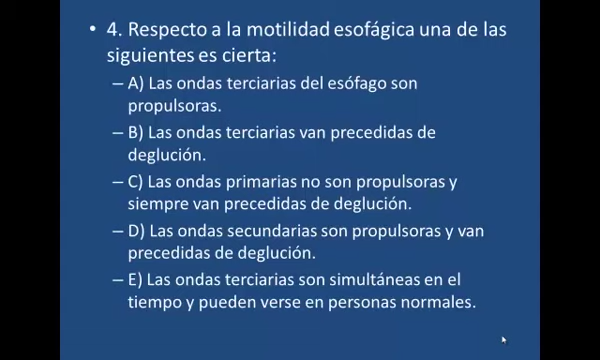 • 4. Respecto a la motilidad esofágica una de las
siguientes es cierta:
– A) Las ondas terciarias del esófago son
propulsoras.
– B) Las ondas terciarias van precedidas de
deglución.
– C) Las ondas primarias no son propulsoras y
siempre van precedidas de deglución.
– D) Las ondas secundarias son propulsoras y van
precedidas de deglución.
– E) Las ondas terciarias son simultáneas en el
tiempo y pueden verse en personas normales.